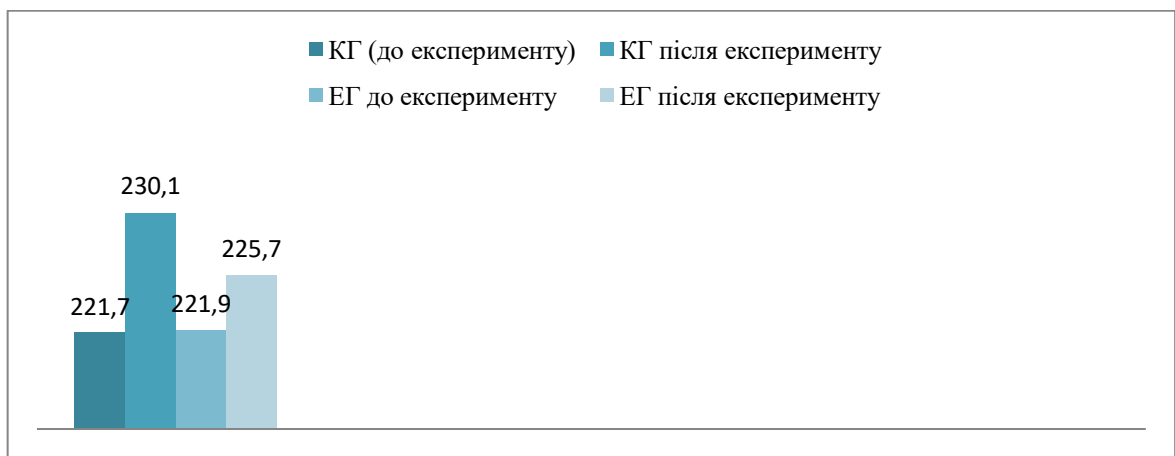 КГ (до експерименту) КГ після експерименту
ЕГ до експерименту ЕГ після експерименту
230,1
225,7
221,7 221,9